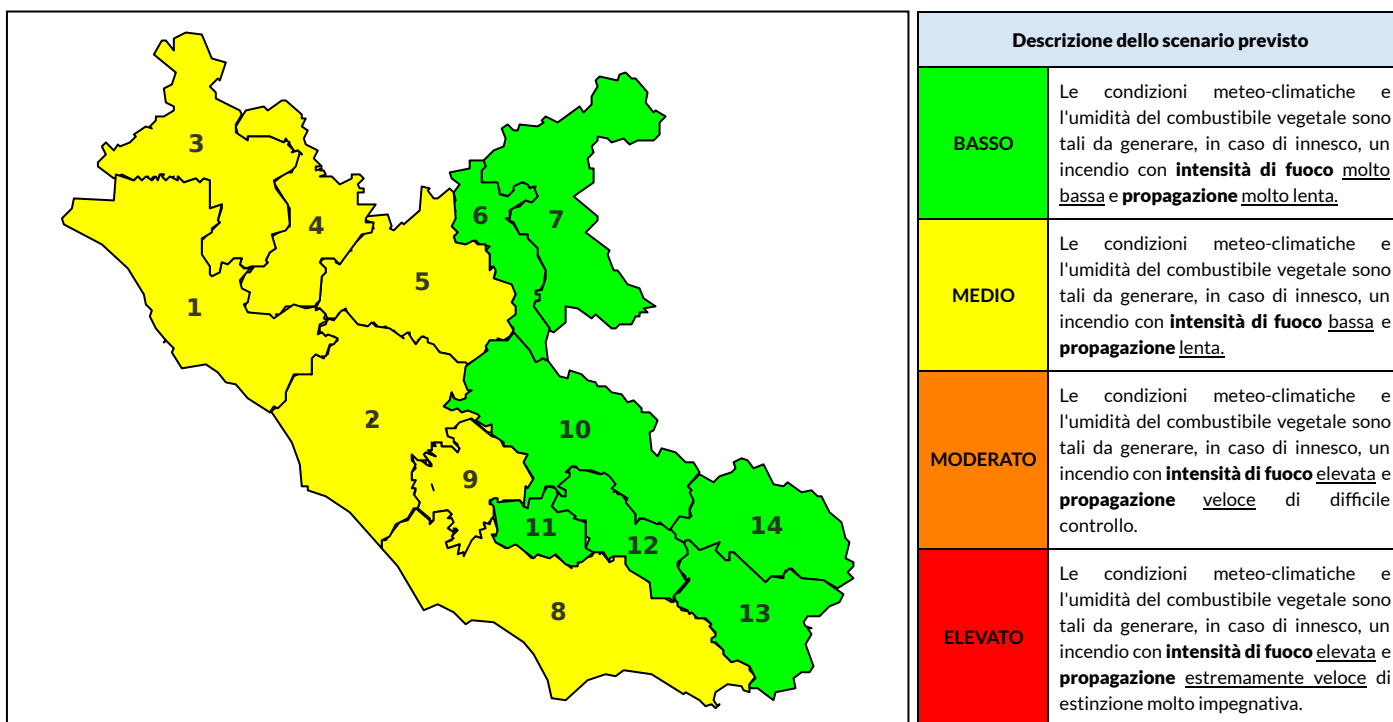 3
4
6
7
5
1
2
10
9
11
14
12
8
13
Descrizione dello scenario previsto
BASSO
Le condizioni meteo-climatiche e
l'umidità del combustibile vegetale sono
tali da generare, in caso di innesco, un
incendio con intensità di fuoco molto
bassa e propagazione molto lenta.
MEDIO
Le condizioni meteo-climatiche e
l'umidità del combustibile vegetale sono
tali da generare, in caso di innesco, un
incendio con intensità di fuoco bassa e
propagazione lenta.
MODERATO
Le condizioni meteo-climatiche e
l'umidità del combustibile vegetale sono
tali da generare, in caso di innesco, un
incendio con intensità di fuoco elevata e
propagazione veloce di difficile
controllo.
ELEVATO
Le condizioni meteo-climatiche e
l'umidità del combustibile vegetale sono
tali da generare, in caso di innesco, un
incendio con intensità di fuoco elevata e
propagazione estremamente veloce di
estinzione molto impegnativa.